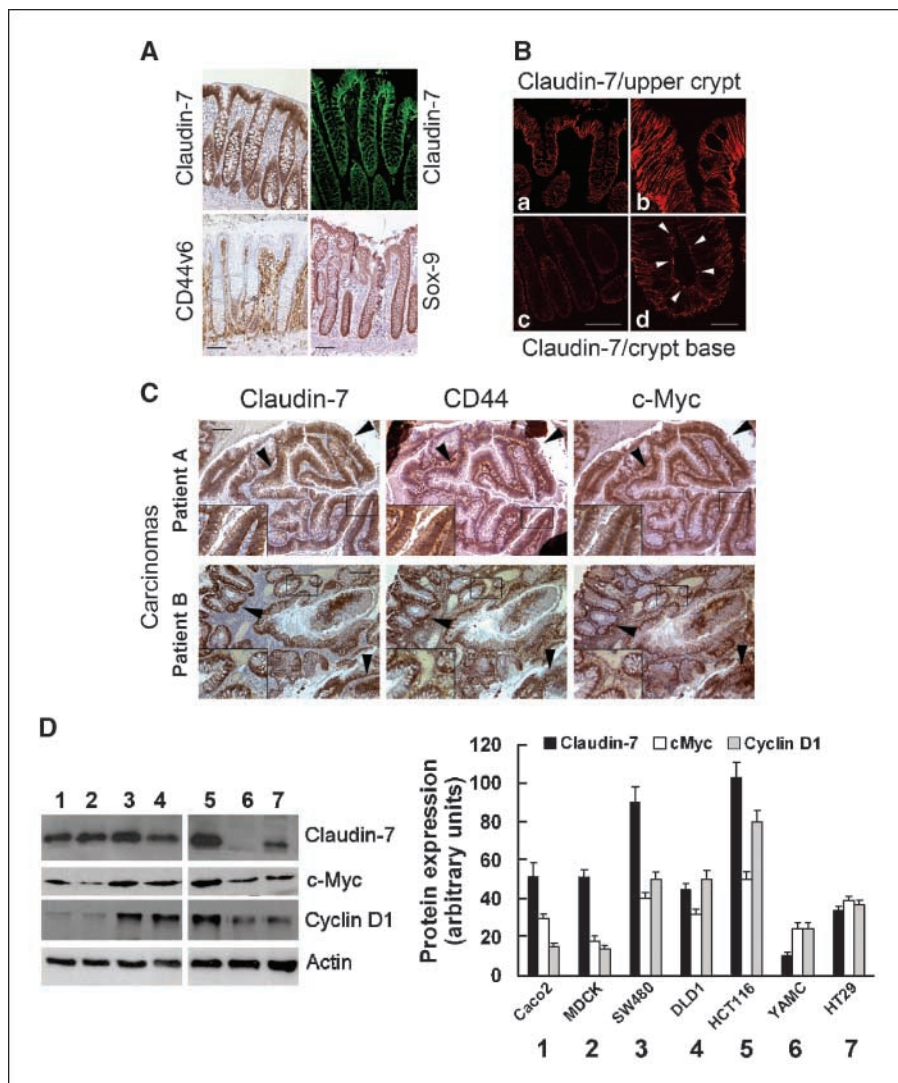 A
Claudin-7
Claudin-7
CD44v6
Sox-9
B
Claudin-7/upper crypt
a
b
c
d
Claudin-7/crypt base
C
Claudin-7 CD44 c-Myc
Carcinomas
Patient A
Patient B
D
1 2 3 4 5 6 7
Claudin-7
c-Myc
Cyclin D1
Actin
Claudin-7 cMyc Cyclin D1
Protein expression
(arbitrary units)
120
100
80
60
40
20
0
Caco2 MDCK SW480 DLD1 HCT116 YAMC HT29
1 2 3 4 5 6 7